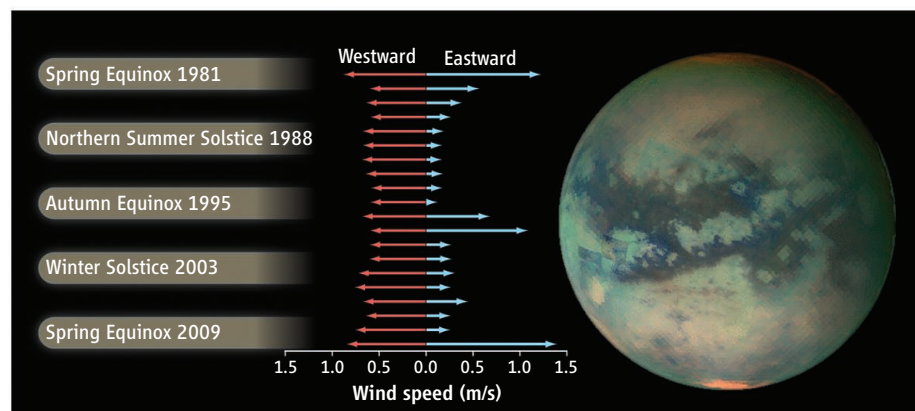 Westward Eastward
Spring Equinox 1981
Northern Summer Solstice 1988
Autumn Equinox 1995
Winter Solstice 2003
Spring Equinox 2009
1.5 1.0 0.5 0.0 0.5 1.0 1.5
Wind speed (m/s)